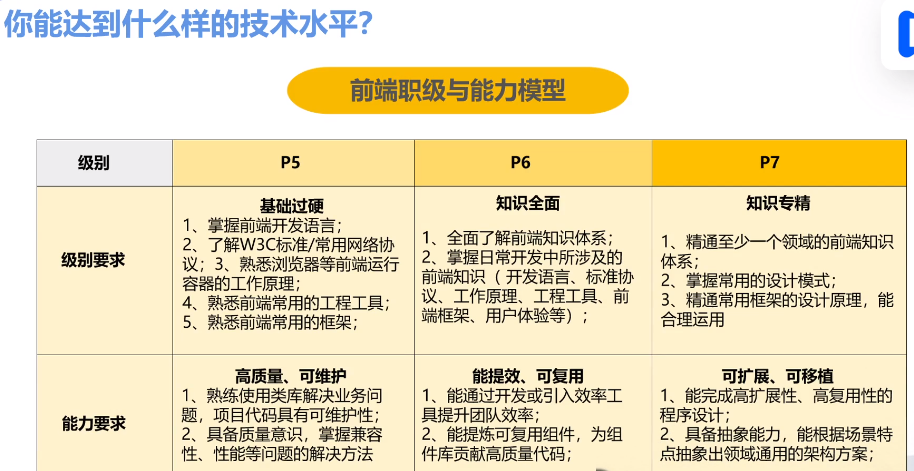 你能达到什么样的技术水平?
前端职级与能力模型
级别
P5
P6
P7
级别要求
基础过硬
1、掌握前端开发语言；
2、了解W3C标准/常用网络协
议；3、熟悉浏览器等前端运行
容器的工作原理；
4、熟悉前端常用的工程工具；
5、熟悉前端常用的框架；
知识全面
1、全面了解前端知识体系；
2、掌握日常开发中所涉及的
前端知识（ 开发语言、标准协
议、工作原理、工程工具、前
端框架、用户体验等）；
知识专精
1、精通至少一个领域的前端知识
体系；
2、掌握常用的设计模式；
3、精通常用框架的设计原理，能
合理运用
能力要求
高质量、可维护
1、熟练使用类库解决业务问
题，项目代码具有可维护性；
2、具备质量意识，掌握兼容
性、性能等问题的解决方法
能提效、可复用
1、能通过开发或引入效率工
具提升团队效率；
2、能提炼可复用组件，为组
件库贡献高质量代码；
可扩展、可移植
1、能完成高扩展性、高复用性的
程序设计；
2、具备抽象能力，能根据场景特
点抽象出领域通用的架构方案；